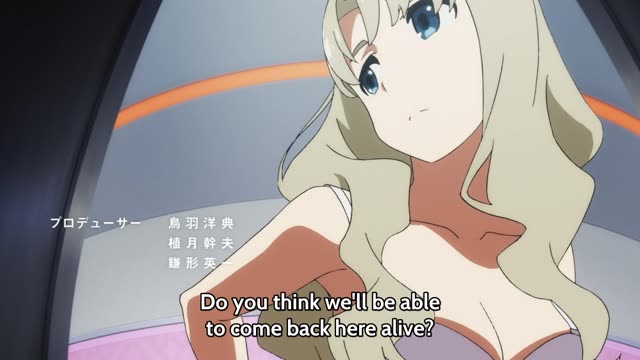 プロデューサー 鳥羽洋典
植月幹夫
鎌形英一
Do you think we'll be able
to come back here alive?